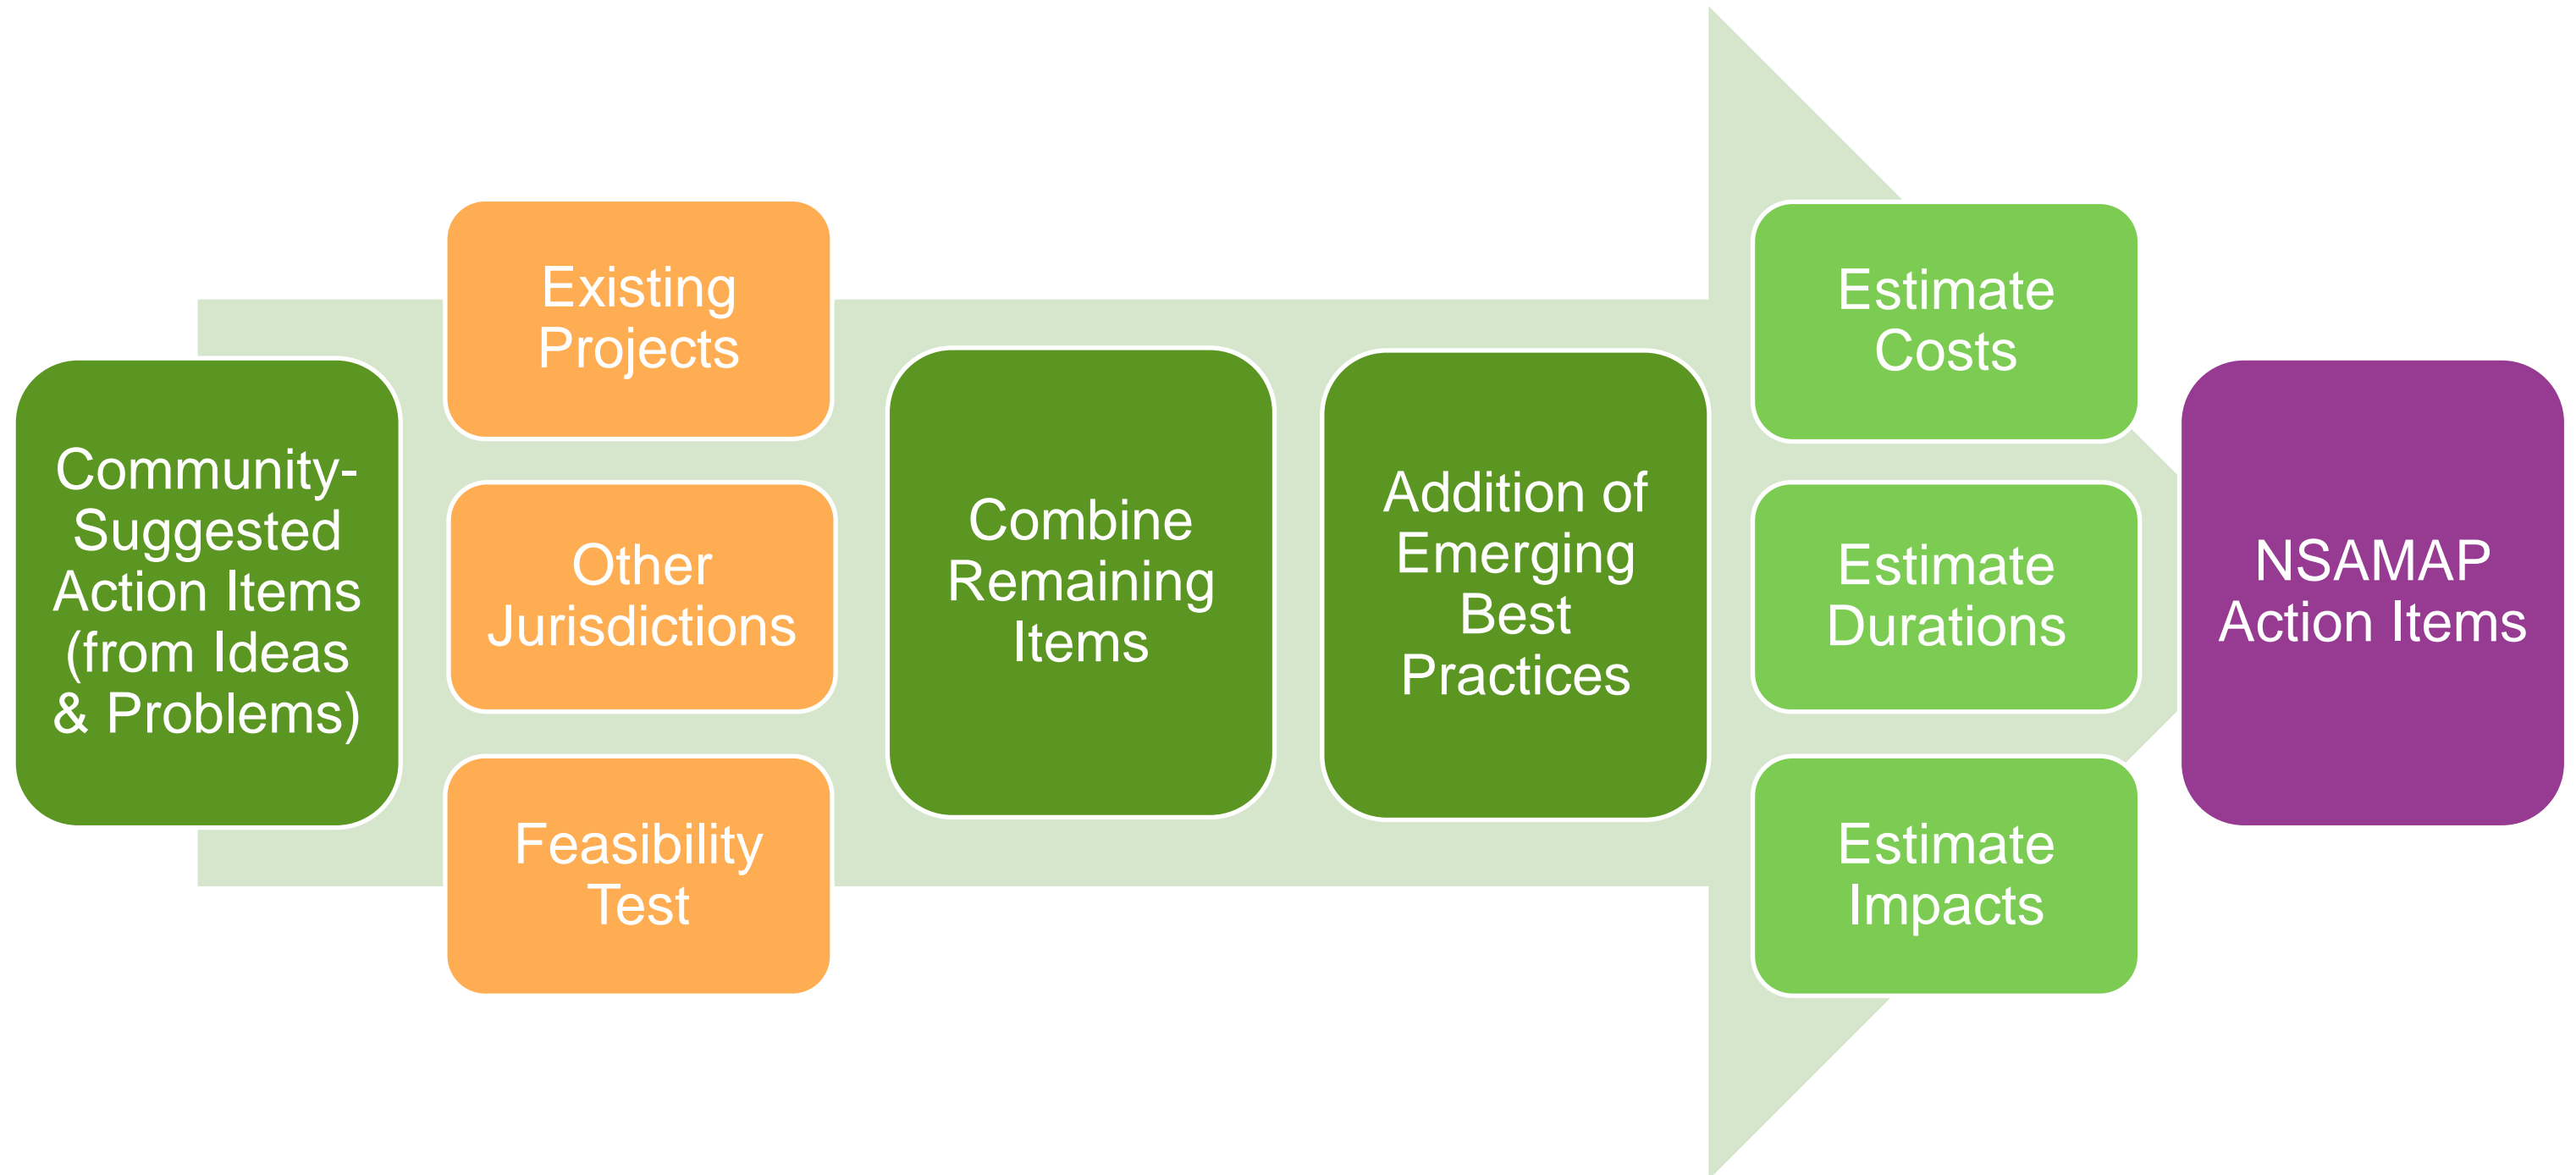 Community-
Suggested
Action Items
(from Ideas
& Problems)
Existing
Projects
Other
Jurisdictions
Feasibility
Test
Combine
Remaining
Items
Addition of
Emerging
Best
Practices
Estimate
Costs
Estimate
Durations
Estimate
Impacts
NSAMAP
Action Items